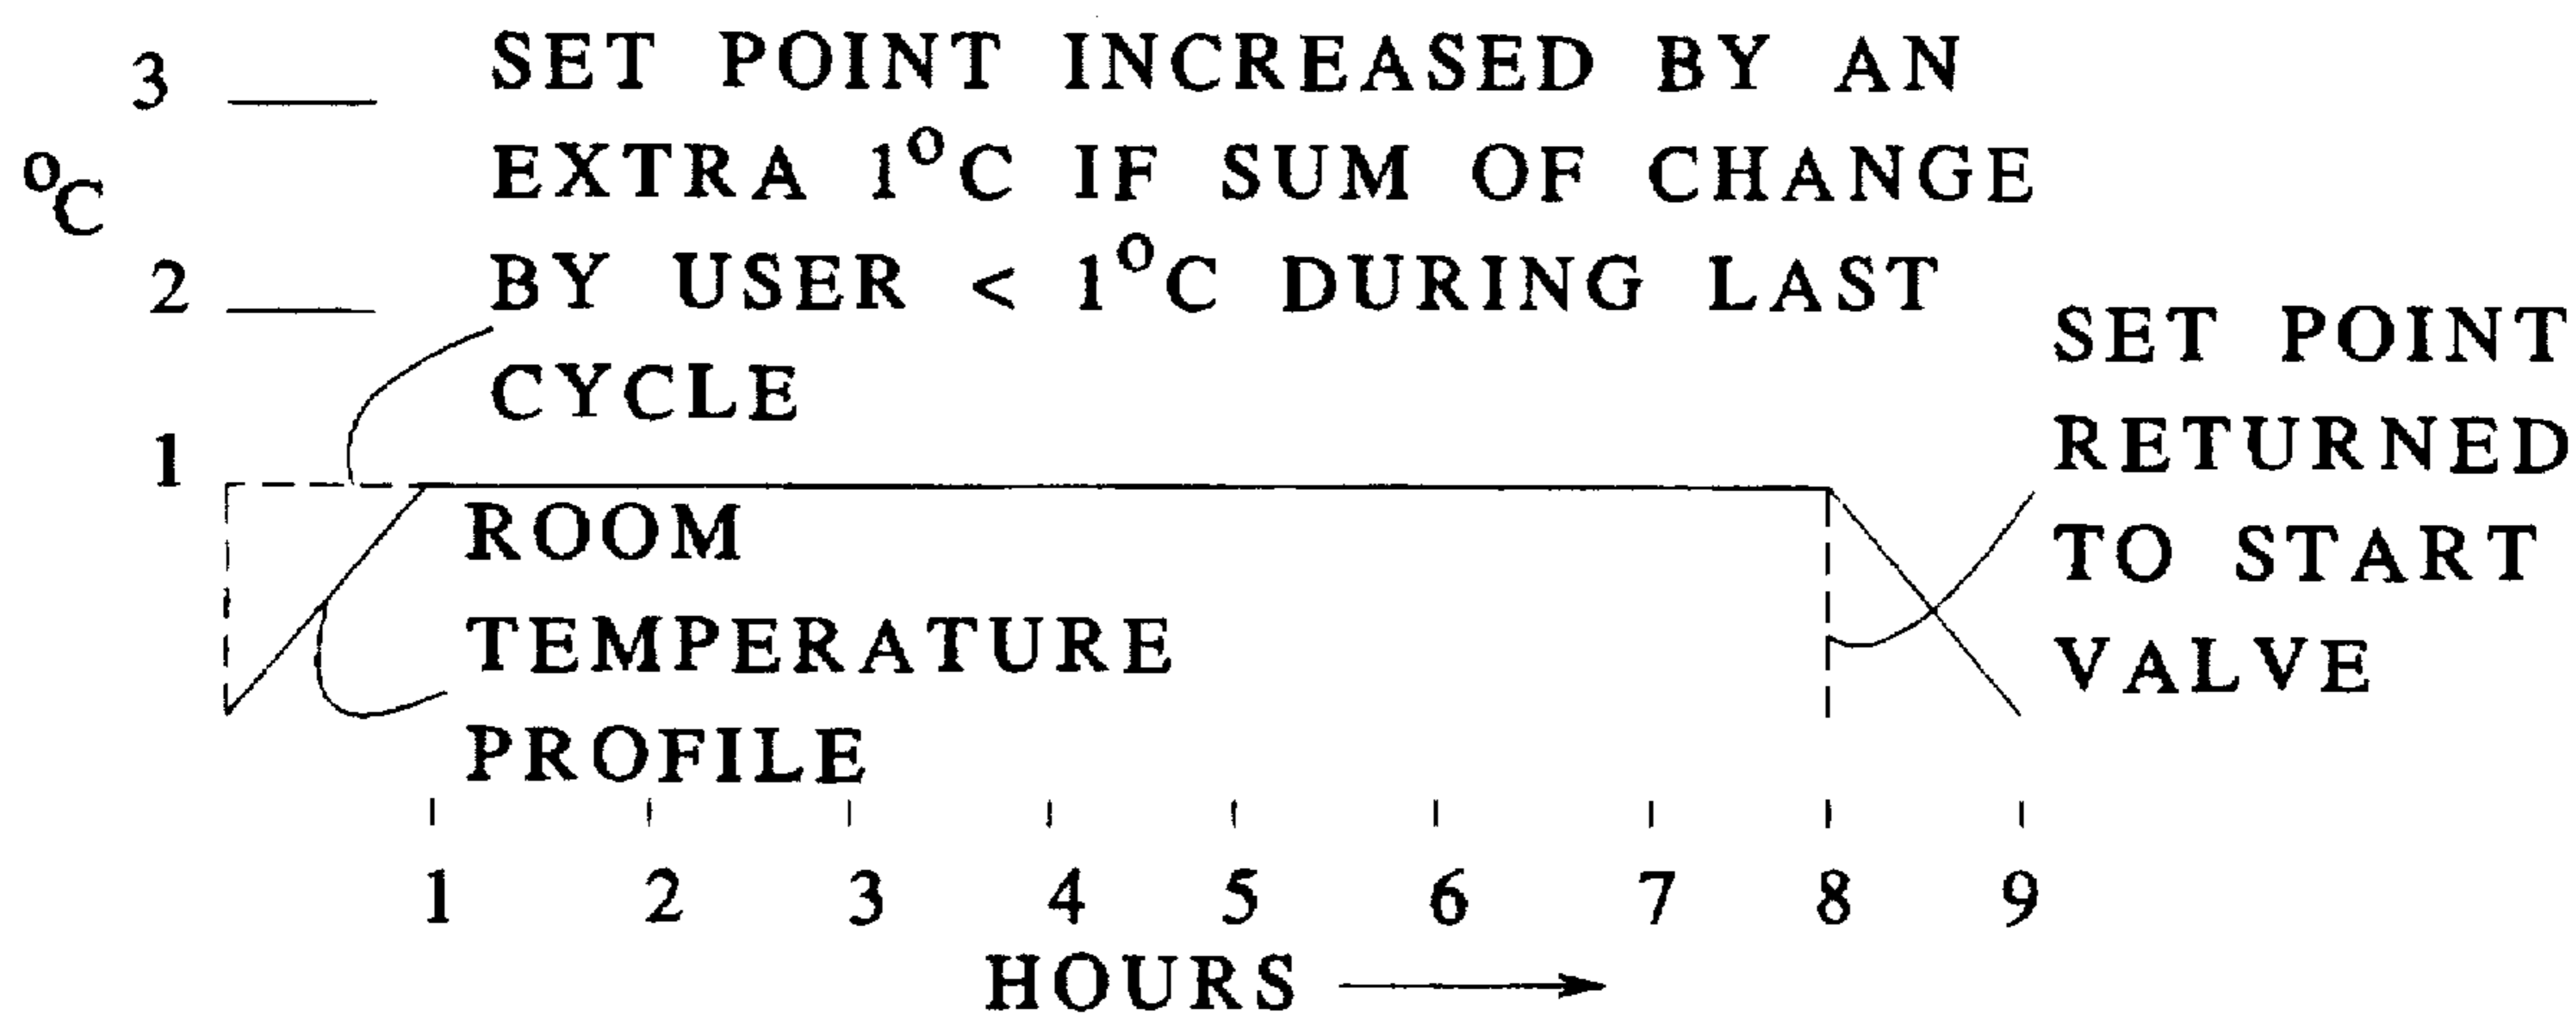 3
SET POINT INCREASED BY AN
EXTRA 1°C IF SUM OF CHANGE
°C
2
BY USER < 1°C DURING LAST
CYCLE
SET POINT
RETURNED
TO START
VALVE
1
ROOM
TEMPERATURE
PROFILE
1 2 3 4 5 6 7 8 9
HOURS